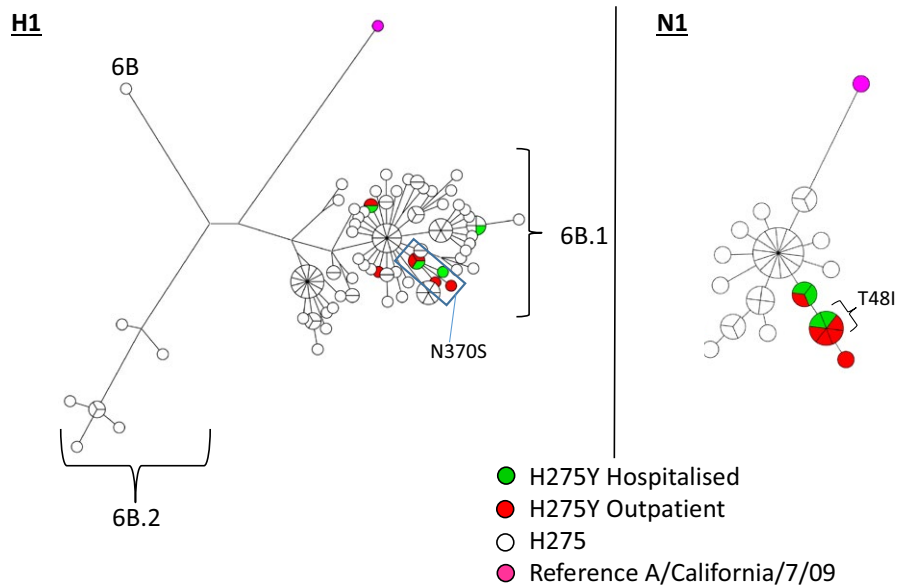 H1
N1
6B
6B.1
T48I
N370S
6B.2
H275Y Hospitalised
H275Y Outpatient
H275
Reference A/California/7/09